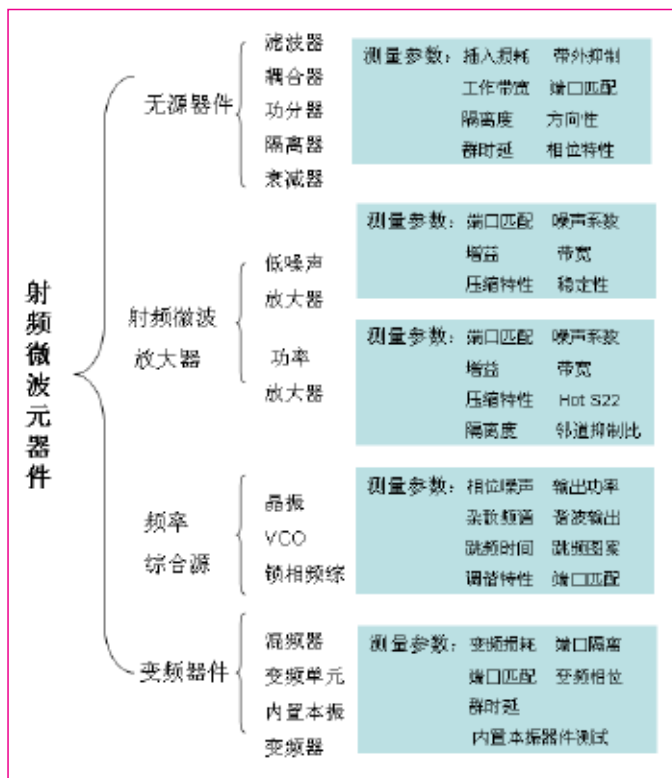 射频微波元器件
无源器件
滤波器
耦合器
功分器
隔离器
衰减器
测量参数： 插入损耗 带外抑制
工作带宽 端口匹配
隔离度 方向性
群时延 相位特性
射频微波
放大器
低噪声
放大器
测量参数： 端口匹配 噪声系数
增益 带宽
压缩特性 稳定性
功率
放大器
测量参数： 端口匹配 噪声系数
增益 带宽
压缩特性 Hot S22
隔离度 邻道抑制比
频率
综合源
晶振
VCO
锁相频综
测量参数： 相位噪声 输出功率
杂散频谱 谐波输出
跳频时间 跳频图案
调谐特性 端口匹配
变频器件
混频器
变频单元
内置本振
变频器
测量参数： 变频损耗 端口隔离
端口匹配 变频相位
群时延
内置本振器件测试